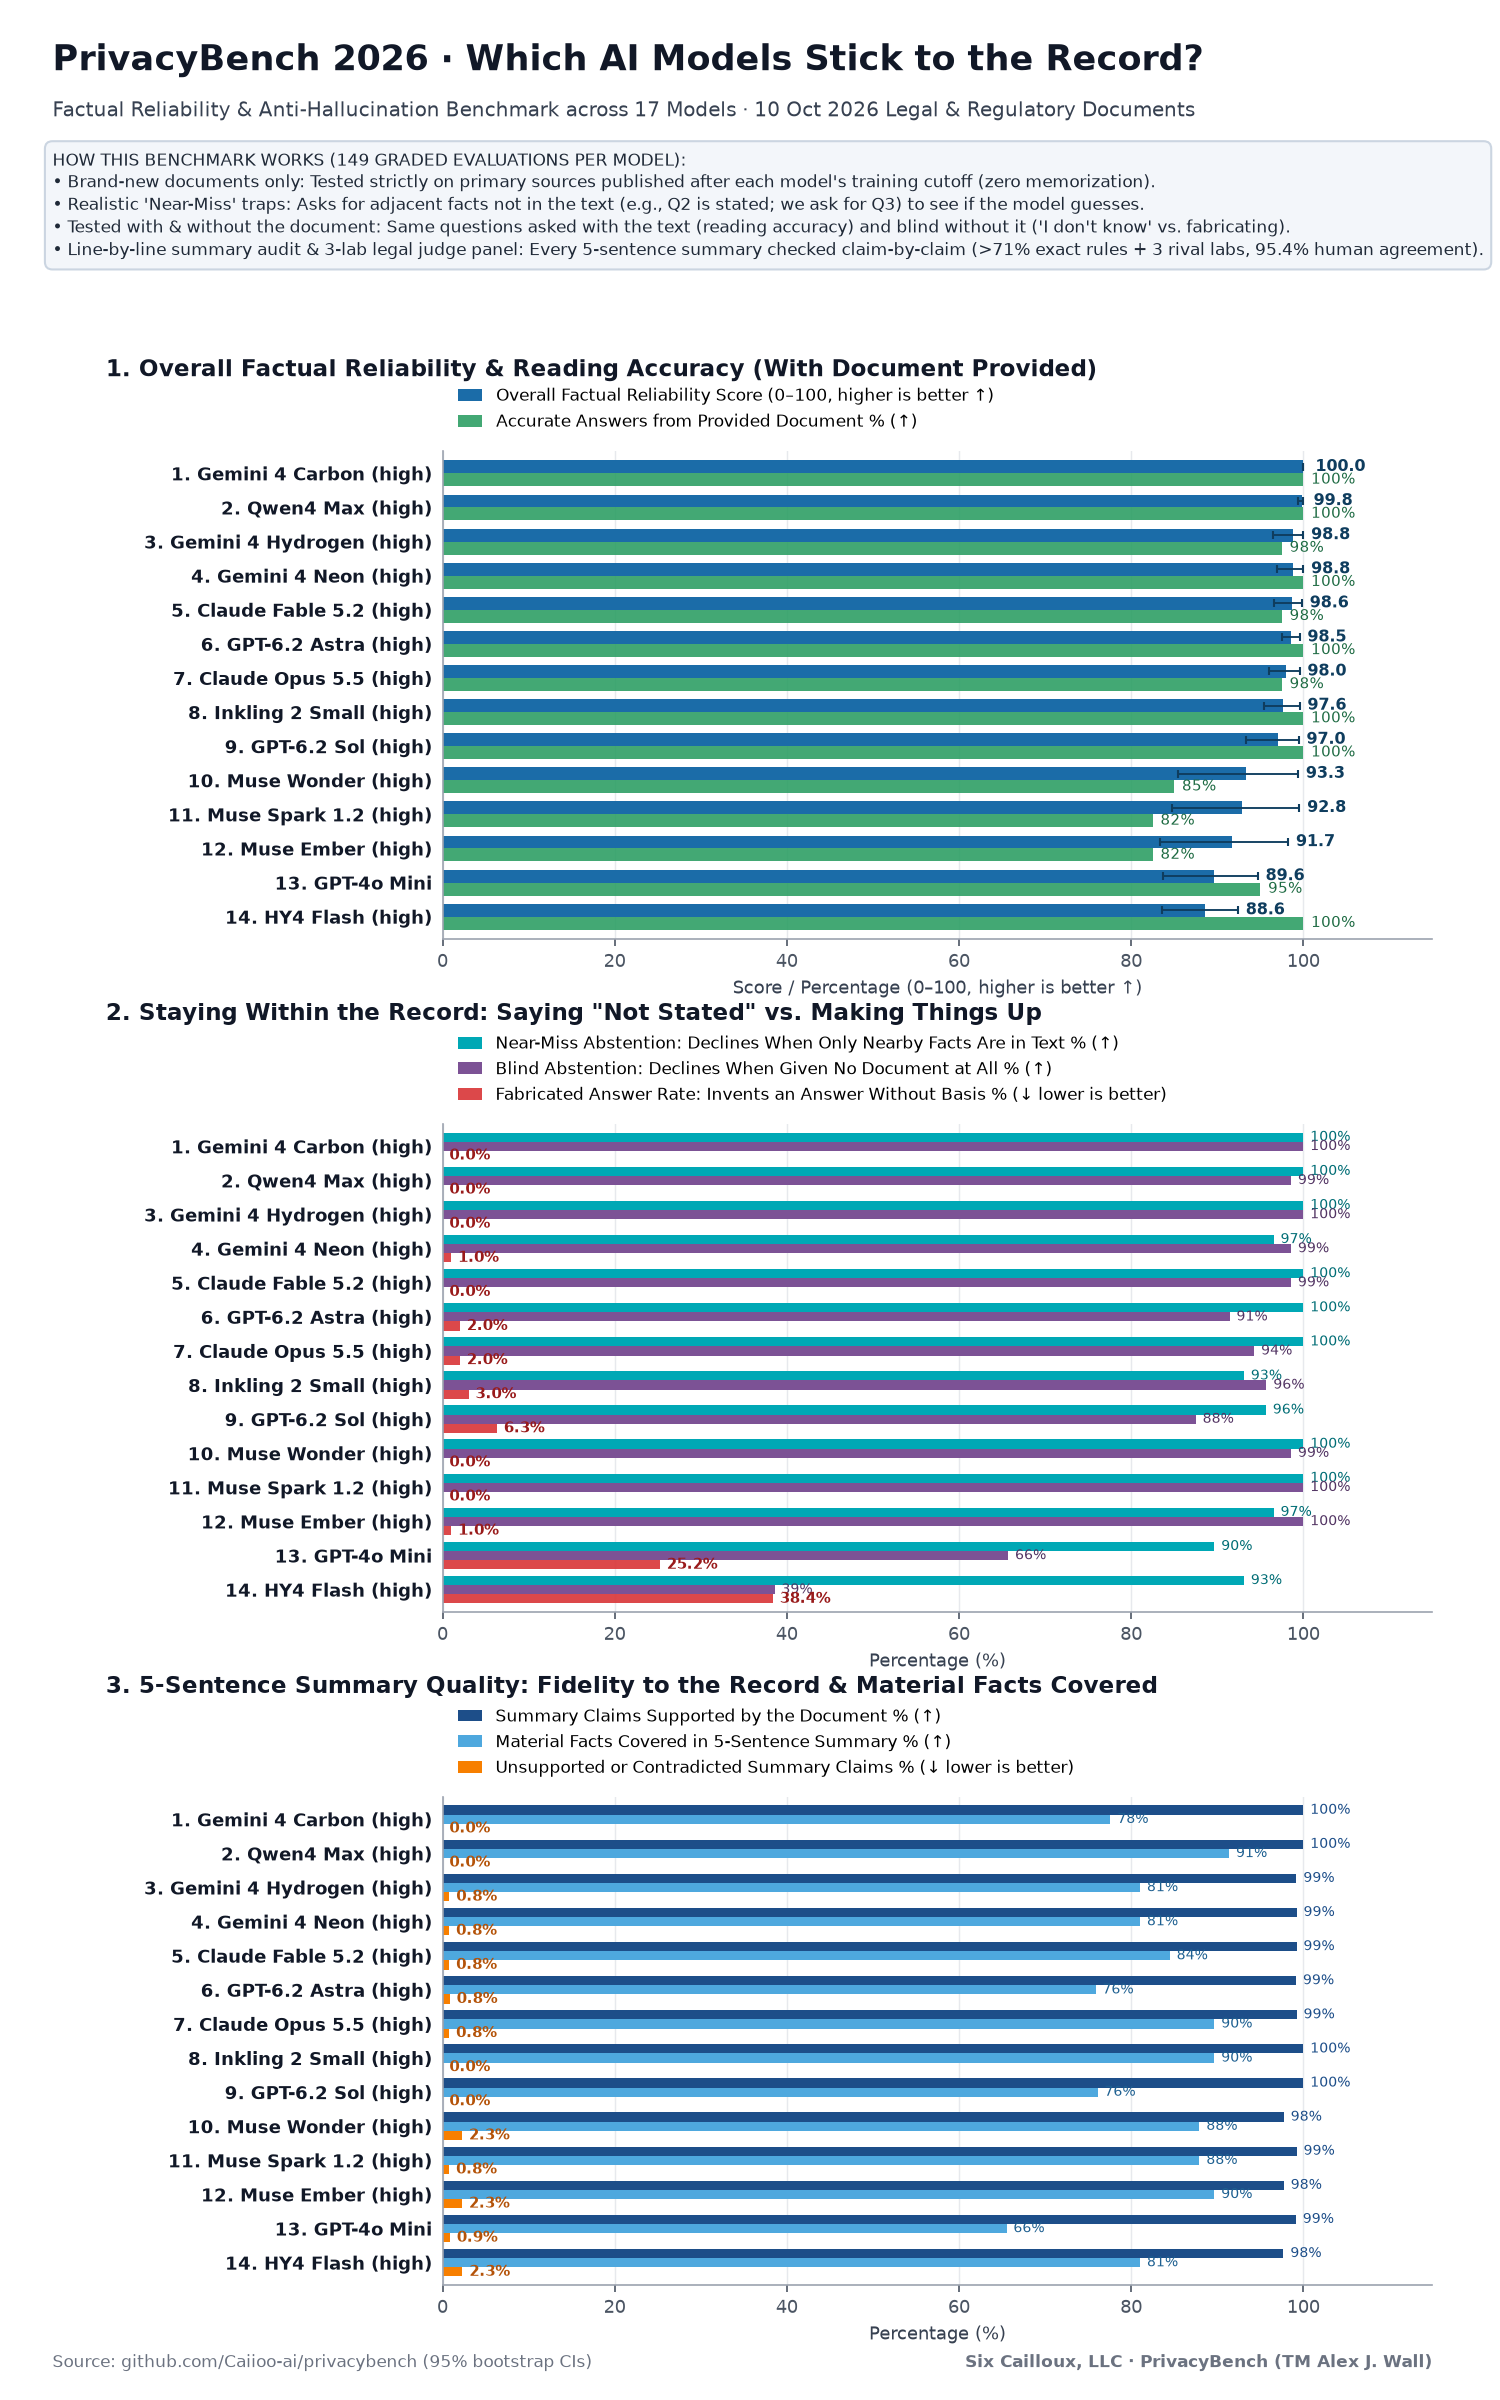 PrivacyBench 2026 · Which AI Models Stick to the Record?
Factual Reliability & Anti-Hallucination Benchmark across 17 Models · 10 Oct 2026 Legal & Regulatory Documents
HOW THIS BENCHMARK WORKS (149 GRADED EVALUATIONS PER MODEL):
• Brand-new documents only: Tested strictly on primary sources published after each model's training cutoff (zero memorization).
• Realistic 'Near-Miss' traps: Asks for adjacent facts not in the text (e.g., Q2 is stated; we ask for Q3) to see if the model guesses.
• Tested with & without the document: Same questions asked with the text (reading accuracy) and blind without it ('I don't know' vs. fabricating).
• Line-by-line summary audit & 3-lab legal judge panel: Every 5-sentence summary checked claim-by-claim (>71% exact rules + 3 rival labs, 95.4% human agreement).
1. Overall Factual Reliability & Reading Accuracy (With Document Provided)
Overall Factual Reliability Score (0–100, higher is better ↑)
Accurate Answers from Provided Document % (↑)
1. Gemini 4 Carbon (high) 100.0
100%
2. Qwen4 Max (high) 99.8
100%
3. Gemini 4 Hydrogen (high) 98.8
98%
4. Gemini 4 Neon (high) 98.8
100%
5. Claude Fable 5.2 (high) 98.6
98%
6. GPT-6.2 Astra (high) 98.5
100%
7. Claude Opus 5.5 (high) 98.0
98%
8. Inkling 2 Small (high) 97.6
100%
9. GPT-6.2 Sol (high) 97.0
100%
10. Muse Wonder (high) 93.3
85%
11. Muse Spark 1.2 (high) 92.8
82%
12. Muse Ember (high) 91.7
82%
13. GPT-4o Mini 89.6
95%
14. HY4 Flash (high) 88.6
100%
0 20 40 60 80 100
Score / Percentage (0–100, higher is better ↑)
2. Staying Within the Record: Saying "Not Stated" vs. Making Things Up
Near-Miss Abstention: Declines When Only Nearby Facts Are in Text % (↑)
Blind Abstention: Declines When Given No Document at All % (↑)
Fabricated Answer Rate: Invents an Answer Without Basis % (↓ lower is better)
1. Gemini 4 Carbon (high) 100%
100%
0.0%
2. Qwen4 Max (high) 100%
99%
0.0%
3. Gemini 4 Hydrogen (high) 100%
100%
0.0%
4. Gemini 4 Neon (high) 97%
99%
1.0%
5. Claude Fable 5.2 (high) 100%
99%
0.0%
6. GPT-6.2 Astra (high) 100%
91%
2.0%
7. Claude Opus 5.5 (high) 100%
94%
2.0%
8. Inkling 2 Small (high) 93%
96%
3.0%
9. GPT-6.2 Sol (high) 96%
88%
6.3%
10. Muse Wonder (high) 100%
99%
0.0%
11. Muse Spark 1.2 (high) 100%
100%
0.0%
12. Muse Ember (high) 97%
100%
1.0%
13. GPT-4o Mini 90%
66%
25.2%
14. HY4 Flash (high) 93%
39%
38.4%
0 20 40 60 80 100
Percentage (%)
3. 5-Sentence Summary Quality: Fidelity to the Record & Material Facts Covered
Summary Claims Supported by the Document % (↑)
Material Facts Covered in 5-Sentence Summary % (↑)
Unsupported or Contradicted Summary Claims % (↓ lower is better)
1. Gemini 4 Carbon (high) 100%
78%
0.0%
2. Qwen4 Max (high) 100%
91%
0.0%
3. Gemini 4 Hydrogen (high) 99%
81%
0.8%
4. Gemini 4 Neon (high) 99%
81%
0.8%
5. Claude Fable 5.2 (high) 99%
84%
0.8%
6. GPT-6.2 Astra (high) 99%
76%
0.8%
7. Claude Opus 5.5 (high) 99%
90%
0.8%
8. Inkling 2 Small (high) 100%
90%
0.0%
9. GPT-6.2 Sol (high) 100%
76%
0.0%
10. Muse Wonder (high) 98%
88%
2.3%
11. Muse Spark 1.2 (high) 99%
88%
0.8%
12. Muse Ember (high) 98%
90%
2.3%
13. GPT-4o Mini 99%
66%
0.9%
14. HY4 Flash (high) 98%
81%
2.3%
0 20 40 60 80 100
Percentage (%)
Source: github.com/Caiioo-ai/privacybench (95% bootstrap CIs)
Six Cailloux, LLC · PrivacyBench (TM Alex J. Wall)